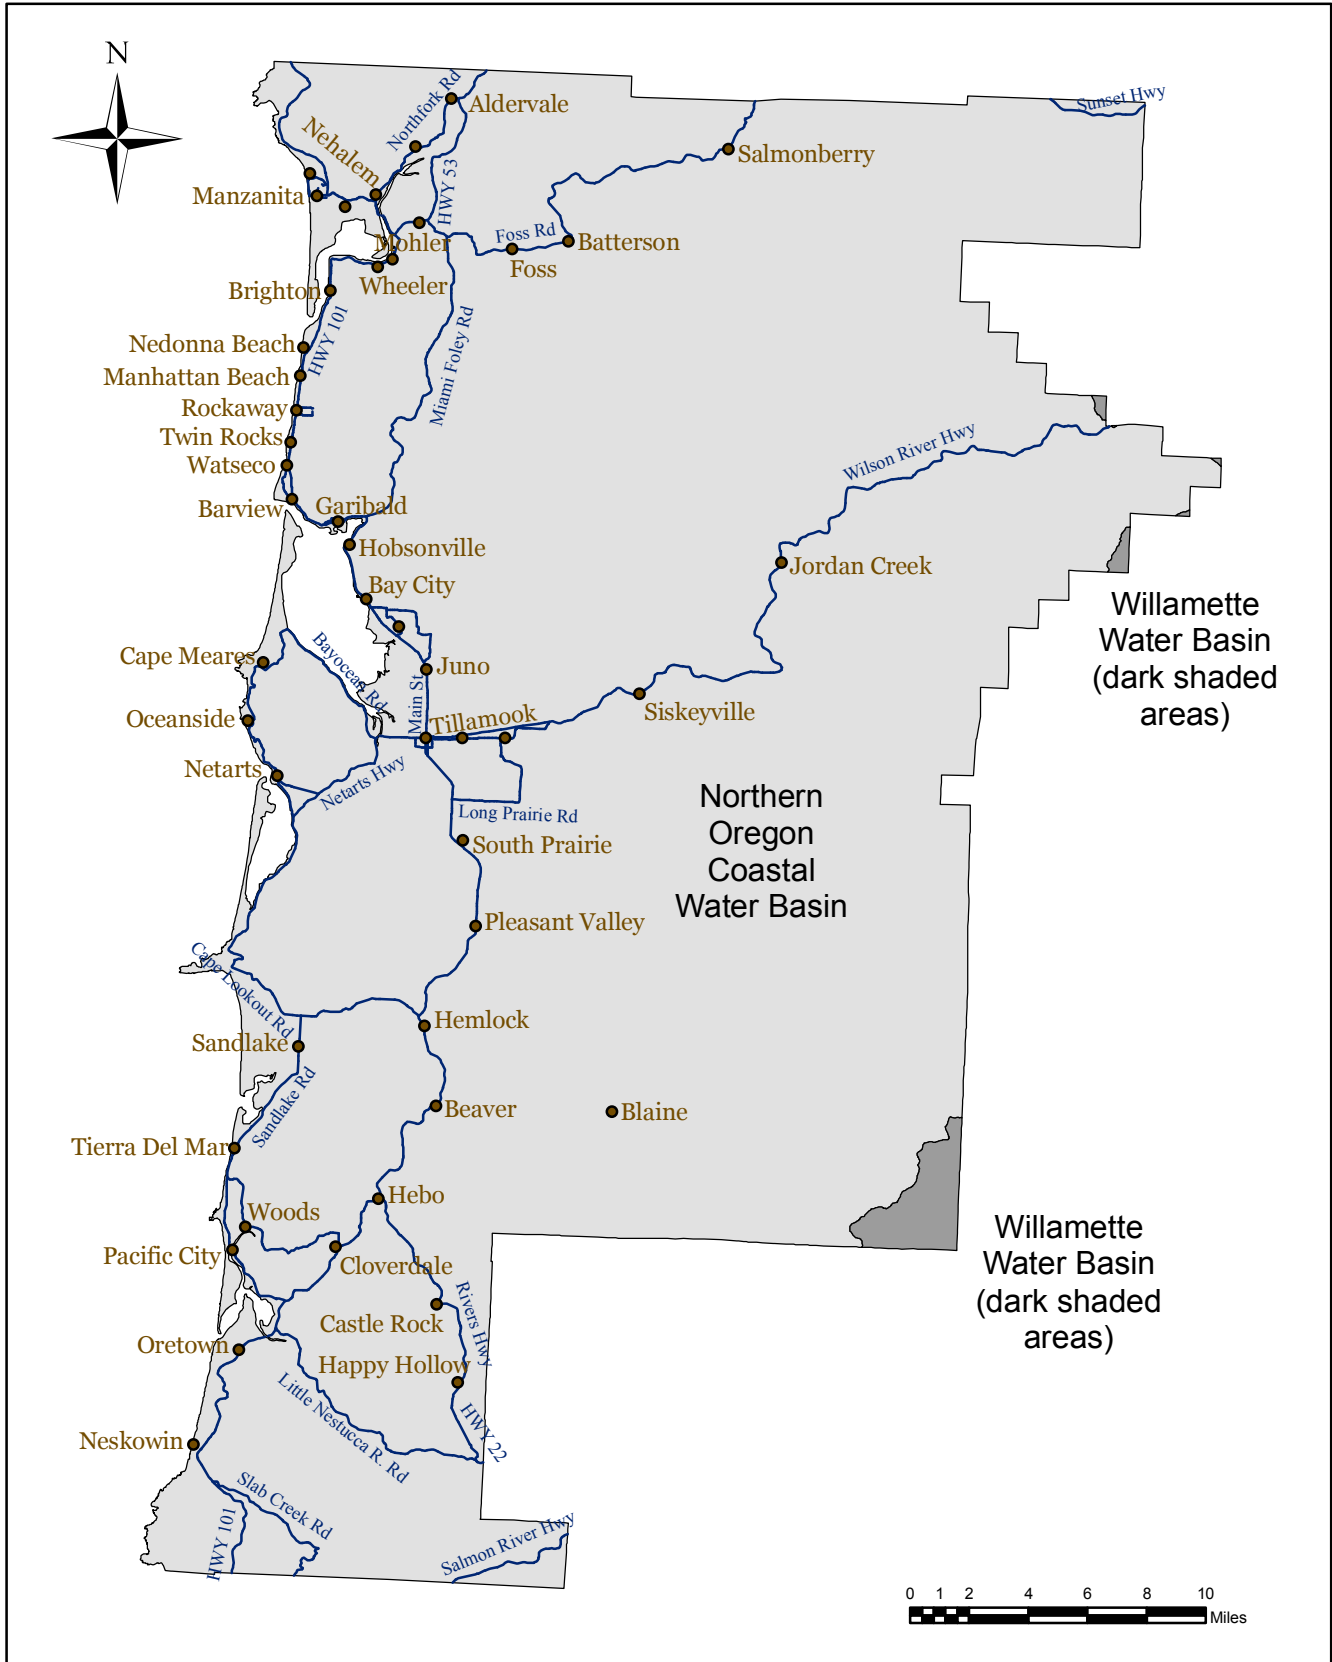 N
Sunset Hwy
Northfork Rd
Aldervale
Salmonberry
Nehalem
Manzanita
HWY 53
Mohler
Foss Rd
Batterson
Foss
Wheeler
Brighton
HWY 101
Nedonna Beach
Miami Foley Rd
Manhattan Beach
Rockaway
Twin Rocks
Watseco
Wilson River Hwy
Barview
Garibald
Hobsonville
Jordan Creek
Bay City
Willamette
Water Basin
(dark shaded
areas)
Bayocean Rd
Cape Meares
Juno
Main St
Siskeyville
Oceanside
Tillamook
Netarts
Netarts Hwy
Long Prairie Rd
South Prairie
Northern
Oregon
Coastal
Water Basin
Pleasant Valley
Cape Lookout Rd
Hemlock
Sandlake
Sandlake Rd
Beaver
Blaine
Tierra Del Mar
Hebo
Woods
Pacific City
Cloverdale
Willamette
Water Basin
(dark shaded
areas)
Rivers Hwy
Castle Rock
Oretown
Happy Hollow
Little Nestucca R. Rd
HWY 22
Neskowin
Slab Creek Rd
HWY 101
Salmon River Hwy
0 1 2 4 6 8 10
Miles